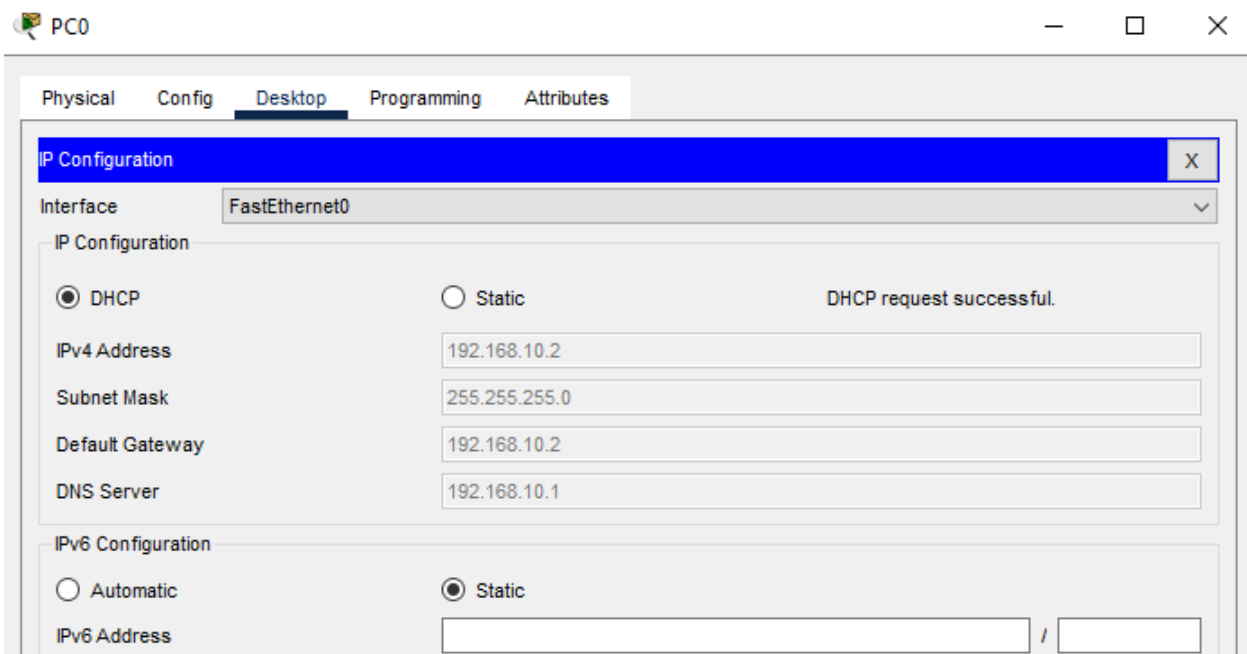 PC0
Physical Config Desktop Programming Attributes
IP Configuration X
Interface FastEthernet0
IP Configuration
DHCP Static DHCP request successful.
IPv4 Address 192.168.10.2
Subnet Mask 255.255.255.0
Default Gateway 192.168.10.2
DNS Server 192.168.10.1
IPv6 Configuration
Automatic Static
IPv6 Address /